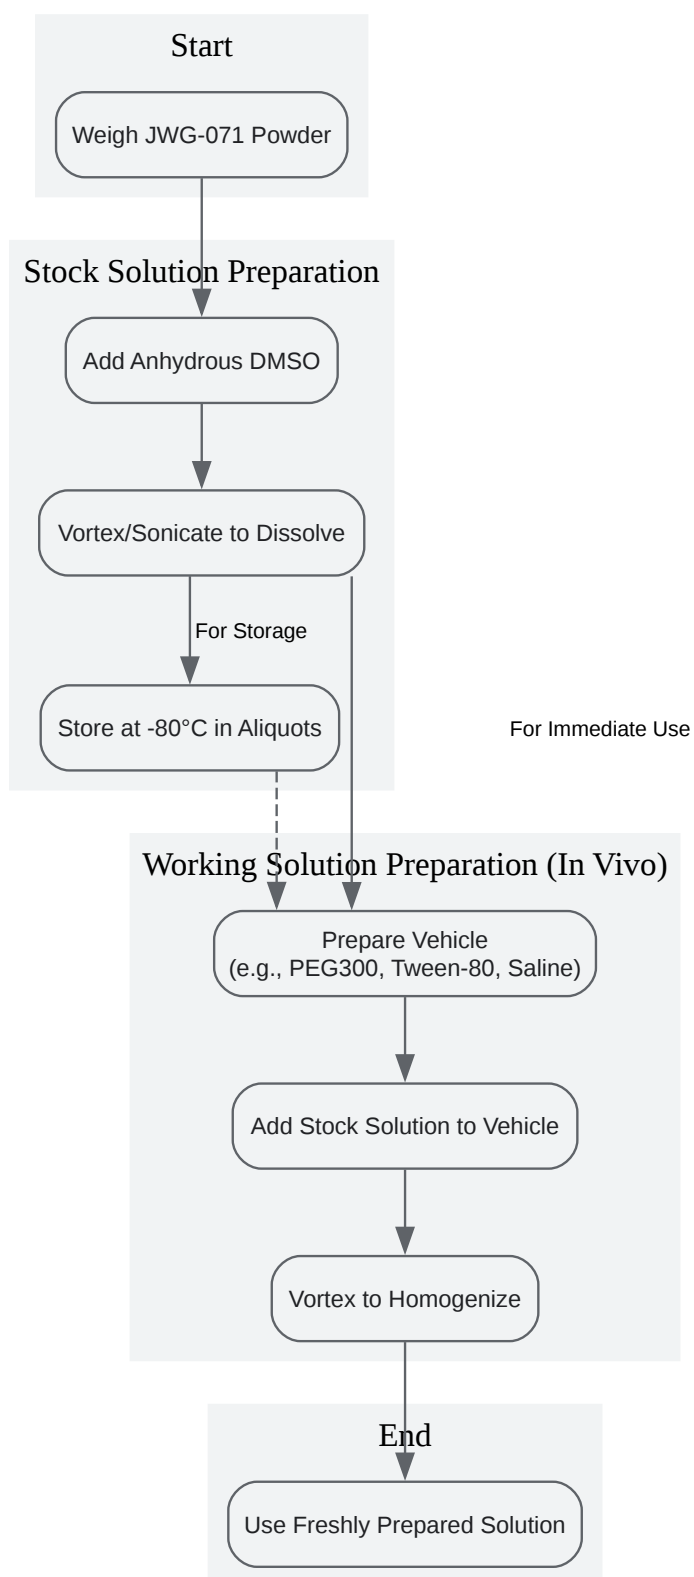 Start
Weigh JWG-071 Powder
Stock Solution Preparation
Add Anhydrous DMSO
Vortex/Sonicate to Dissolve
For Storage
Store at -80°C in Aliquots
For Immediate Use
Working Solution Preparation (In Vivo)
Prepare Vehicle
(e.g., PEG300, Tween-80, Saline)
Add Stock Solution to Vehicle
Vortex to Homogenize
End
Use Freshly Prepared Solution